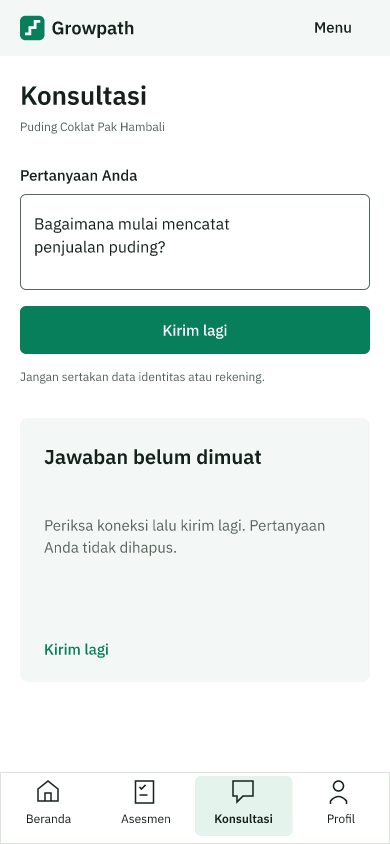 Growpath
Menu
Konsultasi
Puding Coklat Pak Hambali
Pertanyaan Anda
Bagaimana mulai mencatat
penjualan puding?
Kirim lagi
Jangan sertakan data identitas atau rekening.
Jawaban belum dimuat
Periksa koneksi lalu kirim lagi. Pertanyaan
Anda tidak dihapus.
Kirim lagi
Beranda
Asesmen
Konsultasi
Profil